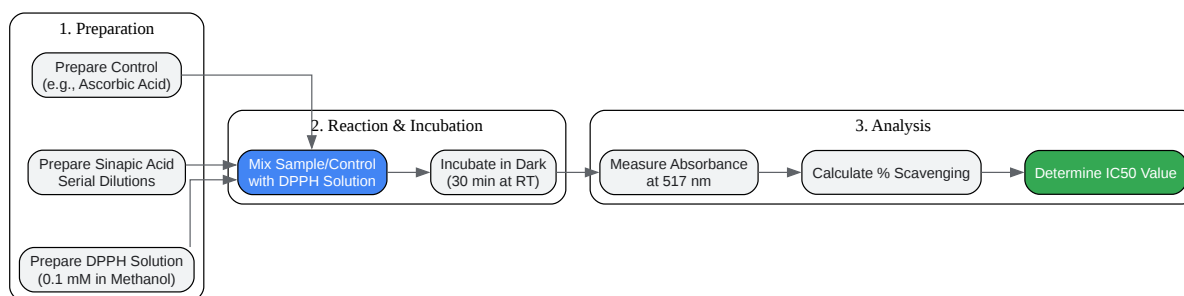 1. Preparation
Prepare Control
(e.g., Ascorbic Acid)
Prepare Sinapic Acid
Serial Dilutions
Prepare DPPH Solution
(0.1 mM in Methanol)
2. Reaction & Incubation
Mix Sample/Control
with DPPH Solution
Incubate in Dark
(30 min at RT)
3. Analysis
Measure Absorbance
at 517 nm
Calculate % Scavenging
Determine IC50 Value